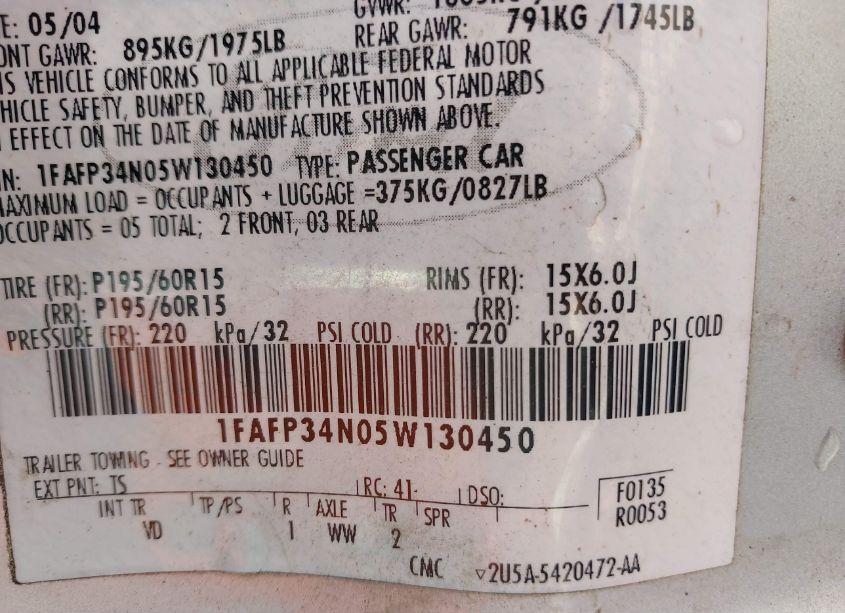 E: 05/04
GVWR:
ONT GAWR: 895KG/1975LB REAR GAWR: 791KG /1745LB
IS VEHICLE CONFORMS TO ALL APPLICABLE FEDERAL MOTOR
HICLE SAFETY, BUMPER, AND THEFT PREVENTION STANDARDS
EFFECT ON THE DATE OF MANUFACTURE SHOWN ABOVE.
N: 1FAFP34N05W130450 TYPE: PASSENGER CAR
MAXIMUM LOAD = OCCUPANTS + LUGGAGE =375KG/0827LB
OCCUPANTS = 05 TOTAL; 2 FRONT, 03 REAR
TIRE (FR): P195/60R15 RIMS (FR): 15X6.0J
(RR): P195/60R15 (RR): 15X6.0J
PRESSURE (FR): 220 kPa/32 PSI COLD (RR): 220 kPa/32 PSI COLD
1FAFP34N05W130450
TRAILER TOWING - SEE OWNER GUIDE
EXT PNT: TS RC: 41 DSO: F0135
INT TR TP/PS R AXLE TR SPR R0053
VD 1 WW 2
CMC ▽2U5A-5420472-AA